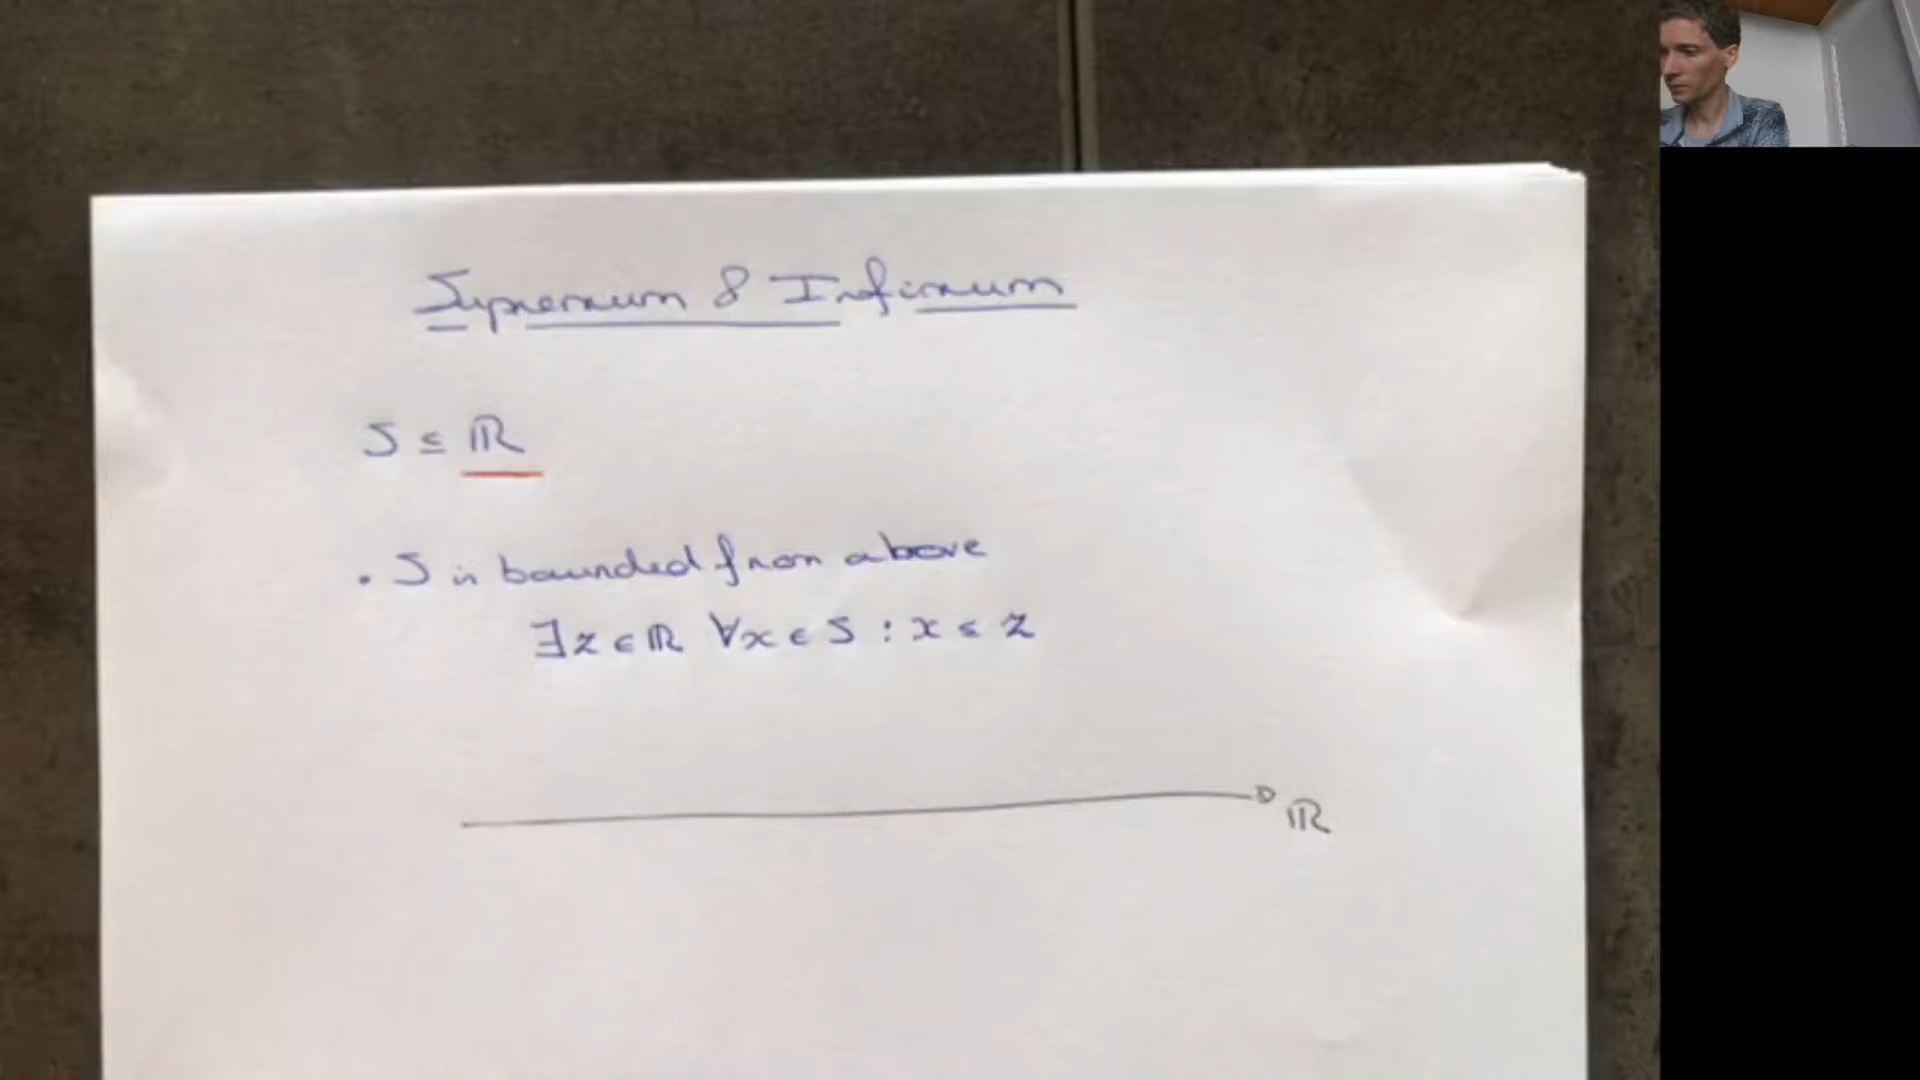 Supremum & Infimum
S ⊆ ℝ
• S is bounded from above
∃z ∈ ℝ ∀x ∈ S : x ≤ z
ℝ